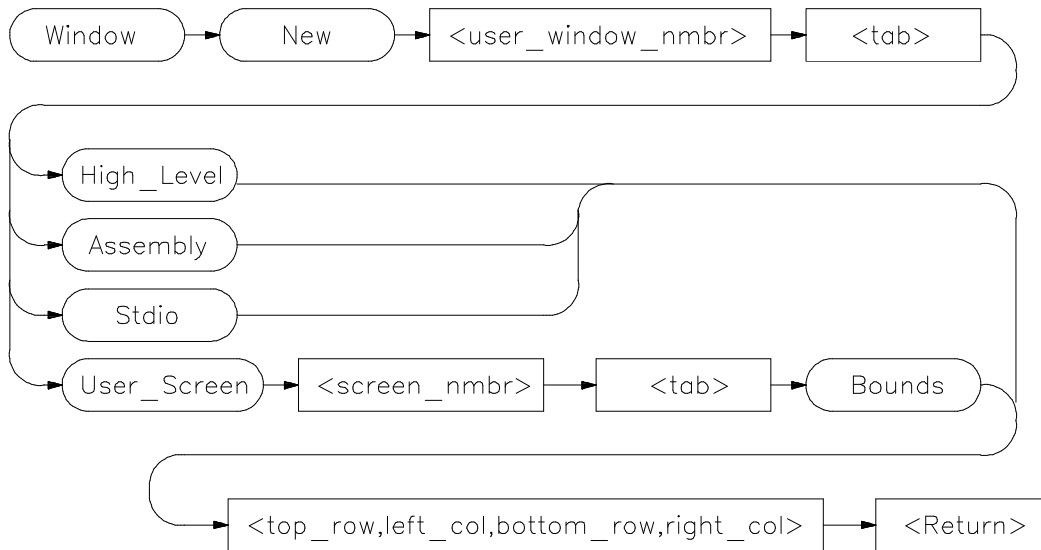 Window New <user_window_nmbr> <tab>
High_Level
Assembly
Stdio
User_Screen <screen_nmbr> <tab> Bounds
<top_row,left_col,bottom_row,right_col> <Return>